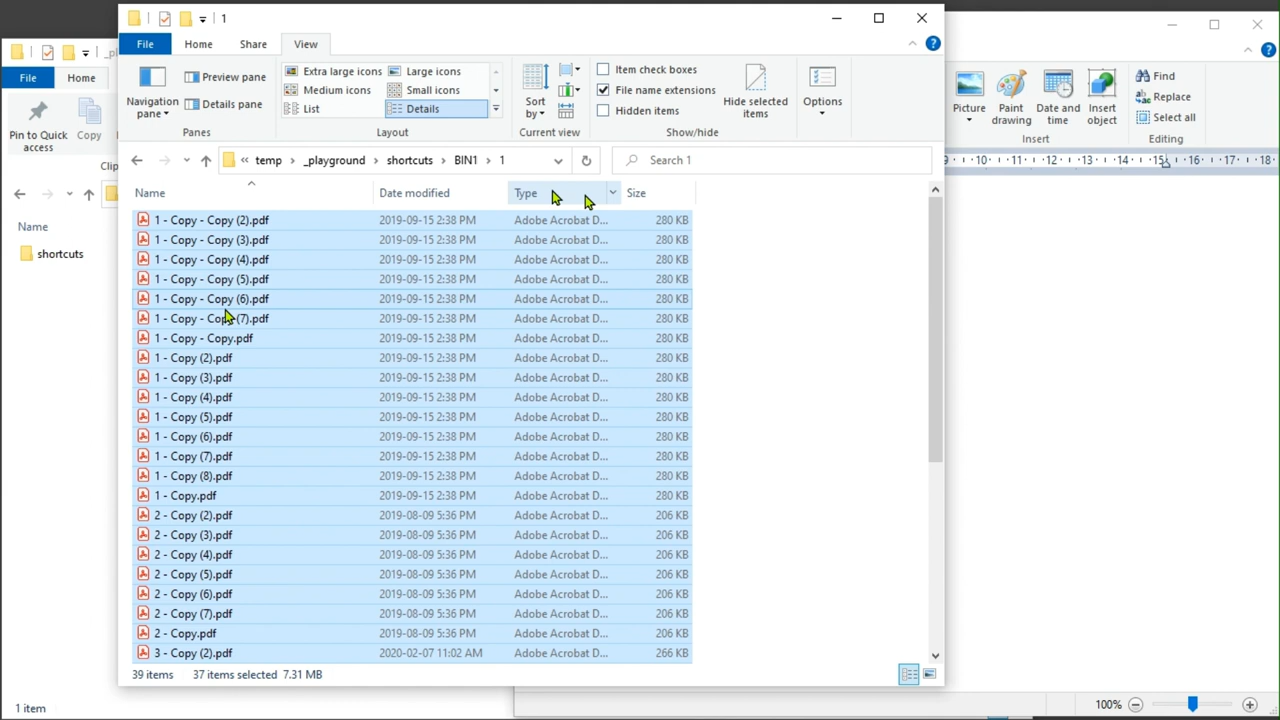 1
File Home Share View
Preview pane
Details pane
Navigation pane
Panes
Extra large icons Large icons
Medium icons Small icons
List Details
Layout
Sort by
Current view
Item check boxes
File name extensions
Hidden items
Hide selected items
Show/hide
Options
temp _playground shortcuts BIN1 1
Search 1
Name Date modified Type Size
1 - Copy - Copy (2).pdf 2019-09-15 2:38 PM Adobe Acrobat D... 280 KB
1 - Copy - Copy (3).pdf 2019-09-15 2:38 PM Adobe Acrobat D... 280 KB
1 - Copy - Copy (4).pdf 2019-09-15 2:38 PM Adobe Acrobat D... 280 KB
1 - Copy - Copy (5).pdf 2019-09-15 2:38 PM Adobe Acrobat D... 280 KB
1 - Copy - Copy (6).pdf 2019-09-15 2:38 PM Adobe Acrobat D... 280 KB
1 - Copy - Copy (7).pdf 2019-09-15 2:38 PM Adobe Acrobat D... 280 KB
1 - Copy - Copy.pdf 2019-09-15 2:38 PM Adobe Acrobat D... 280 KB
1 - Copy (2).pdf 2019-09-15 2:38 PM Adobe Acrobat D... 280 KB
1 - Copy (3).pdf 2019-09-15 2:38 PM Adobe Acrobat D... 280 KB
1 - Copy (4).pdf 2019-09-15 2:38 PM Adobe Acrobat D... 280 KB
1 - Copy (5).pdf 2019-09-15 2:38 PM Adobe Acrobat D... 280 KB
1 - Copy (6).pdf 2019-09-15 2:38 PM Adobe Acrobat D... 280 KB
1 - Copy (7).pdf 2019-09-15 2:38 PM Adobe Acrobat D... 280 KB
1 - Copy (8).pdf 2019-09-15 2:38 PM Adobe Acrobat D... 280 KB
1 - Copy.pdf 2019-09-15 2:38 PM Adobe Acrobat D... 280 KB
2 - Copy (2).pdf 2019-08-09 5:36 PM Adobe Acrobat D... 206 KB
2 - Copy (3).pdf 2019-08-09 5:36 PM Adobe Acrobat D... 206 KB
2 - Copy (4).pdf 2019-08-09 5:36 PM Adobe Acrobat D... 206 KB
2 - Copy (5).pdf 2019-08-09 5:36 PM Adobe Acrobat D... 206 KB
2 - Copy (6).pdf 2019-08-09 5:36 PM Adobe Acrobat D... 206 KB
2 - Copy (7).pdf 2019-08-09 5:36 PM Adobe Acrobat D... 206 KB
2 - Copy.pdf 2019-08-09 5:36 PM Adobe Acrobat D... 206 KB
3 - Copy (2).pdf 2020-02-07 11:02 AM Adobe Acrobat D... 266 KB
39 items 37 items selected 7.31 MB
File Home
Pin to Quick access
Copy
Name
shortcuts
1 item
Picture
Paint drawing
Date and time
Insert object
Insert
Find
Replace
Select all
Editing
10 11 12 13 14 15 16 17 18
100%